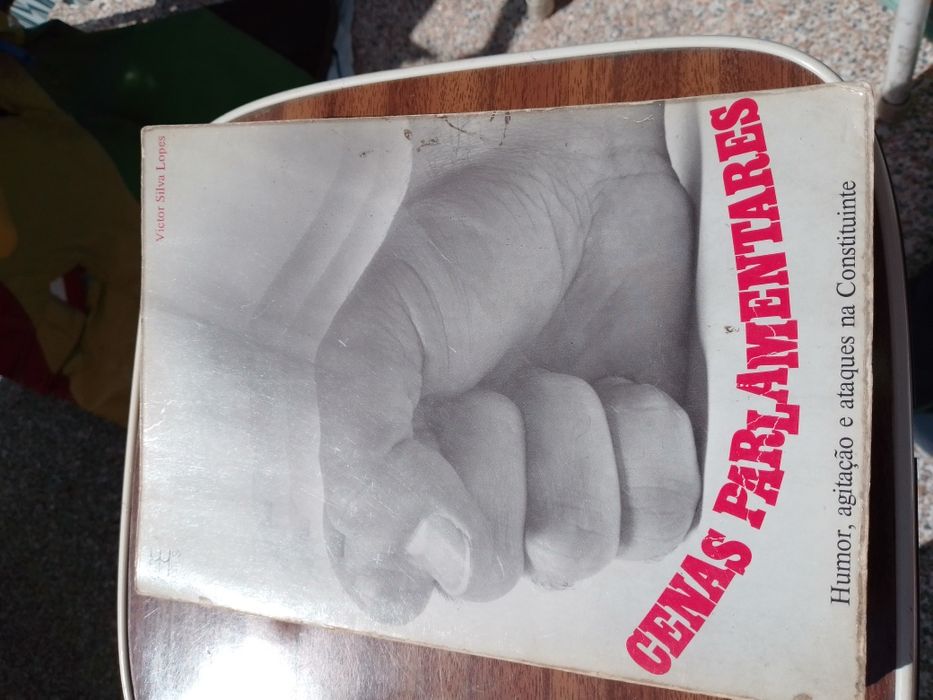 Victor Silva Lopes
CENAS PARLAMENTARES
Humor, agitação e ataques na Constituinte